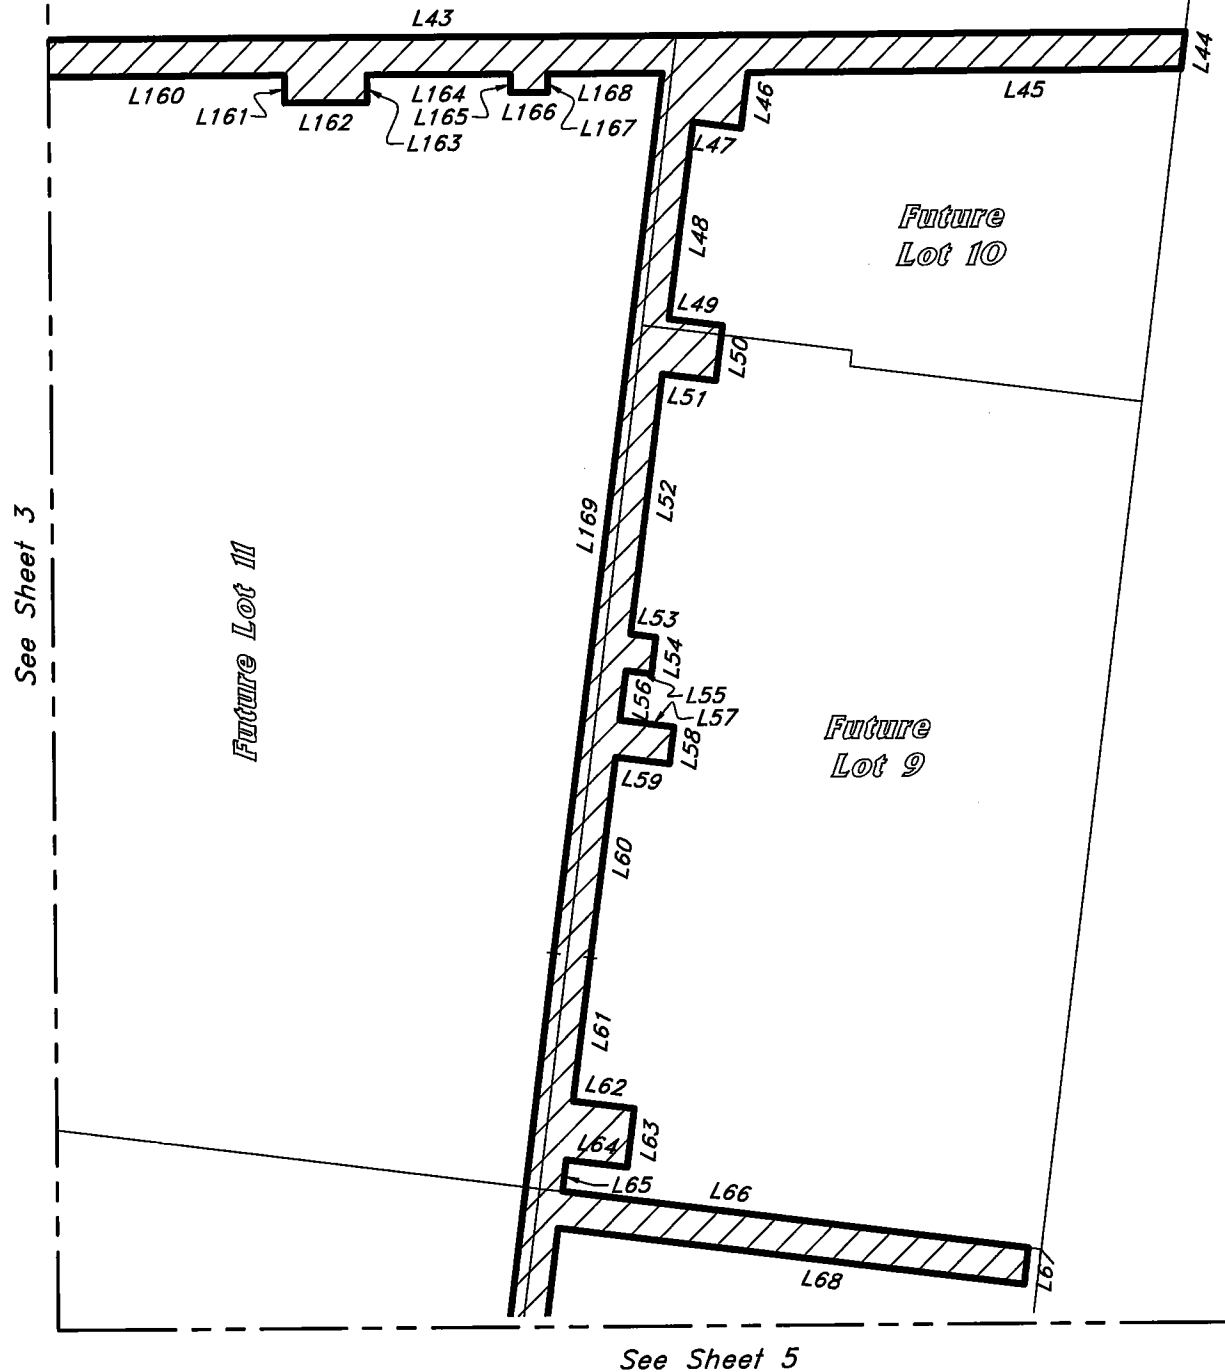 L43
L44
L160
L161
L162
L163
L164
L165
L166
L167
L168
L45
L46
L47
L48
L49
L50
L51
L52
L53
L54
L55
L56
L57
L58
L59
L60
L61
L62
L63
L64
L65
L66
L67
L68
L169
Future
Lot 10
Future Lot 11
Future
Lot 9
See Sheet 3
See Sheet 5